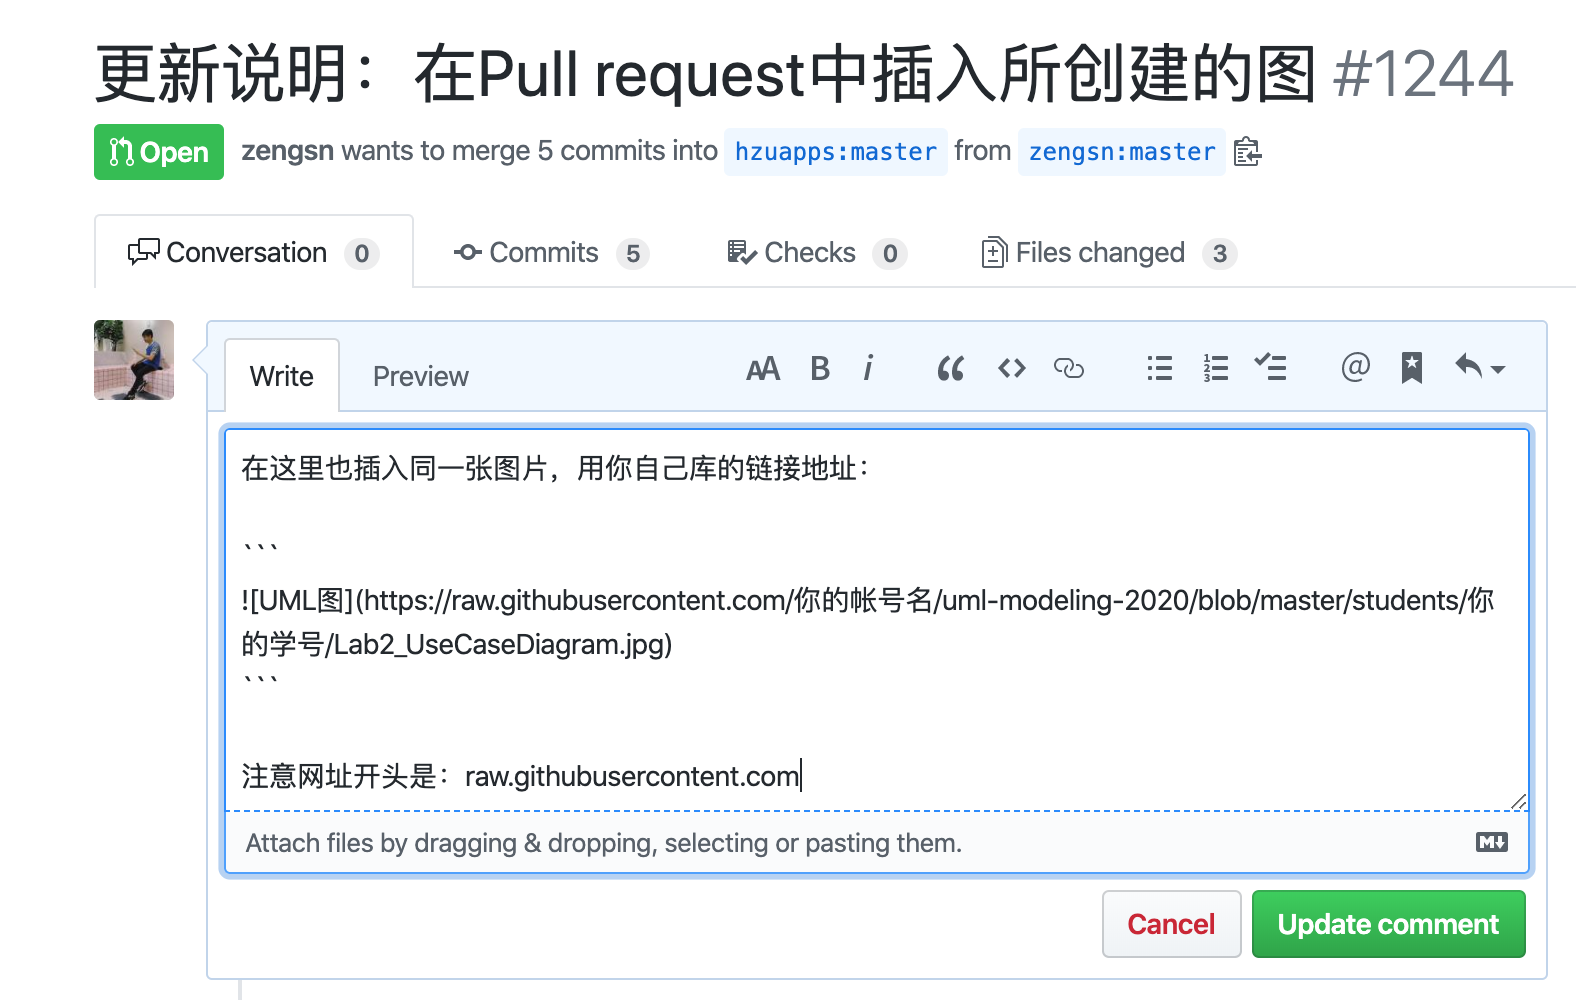 更新说明：在Pull request中插入所创建的图 #1244
Open zengsn wants to merge 5 commits into hzuapps:master from zengsn:master
Conversation 0 Commits 5 Checks 0 Files changed 3
Write Preview AA B i @
在这里也插入同一张图片，用你自己库的链接地址：
```
![UML图](https://raw.githubusercontent.com/你的帐号名/uml-modeling-2020/blob/master/students/你
的学号/Lab2_UseCaseDiagram.jpg)
```
注意网址开头是：raw.githubusercontent.com
Attach files by dragging & dropping, selecting or pasting them.
Cancel Update comment